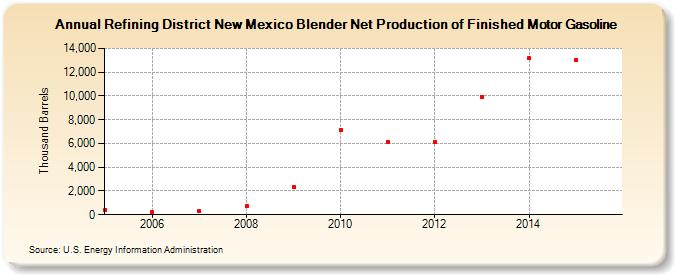 Annual Refining District New Mexico Blender Net Production of Finished Motor Gasoline
Thousand Barrels
14,000
12,000
10,000
8,000
6,000
4,000
2,000
0
2006 2008 2010 2012 2014
Source: U.S. Energy Information Administration